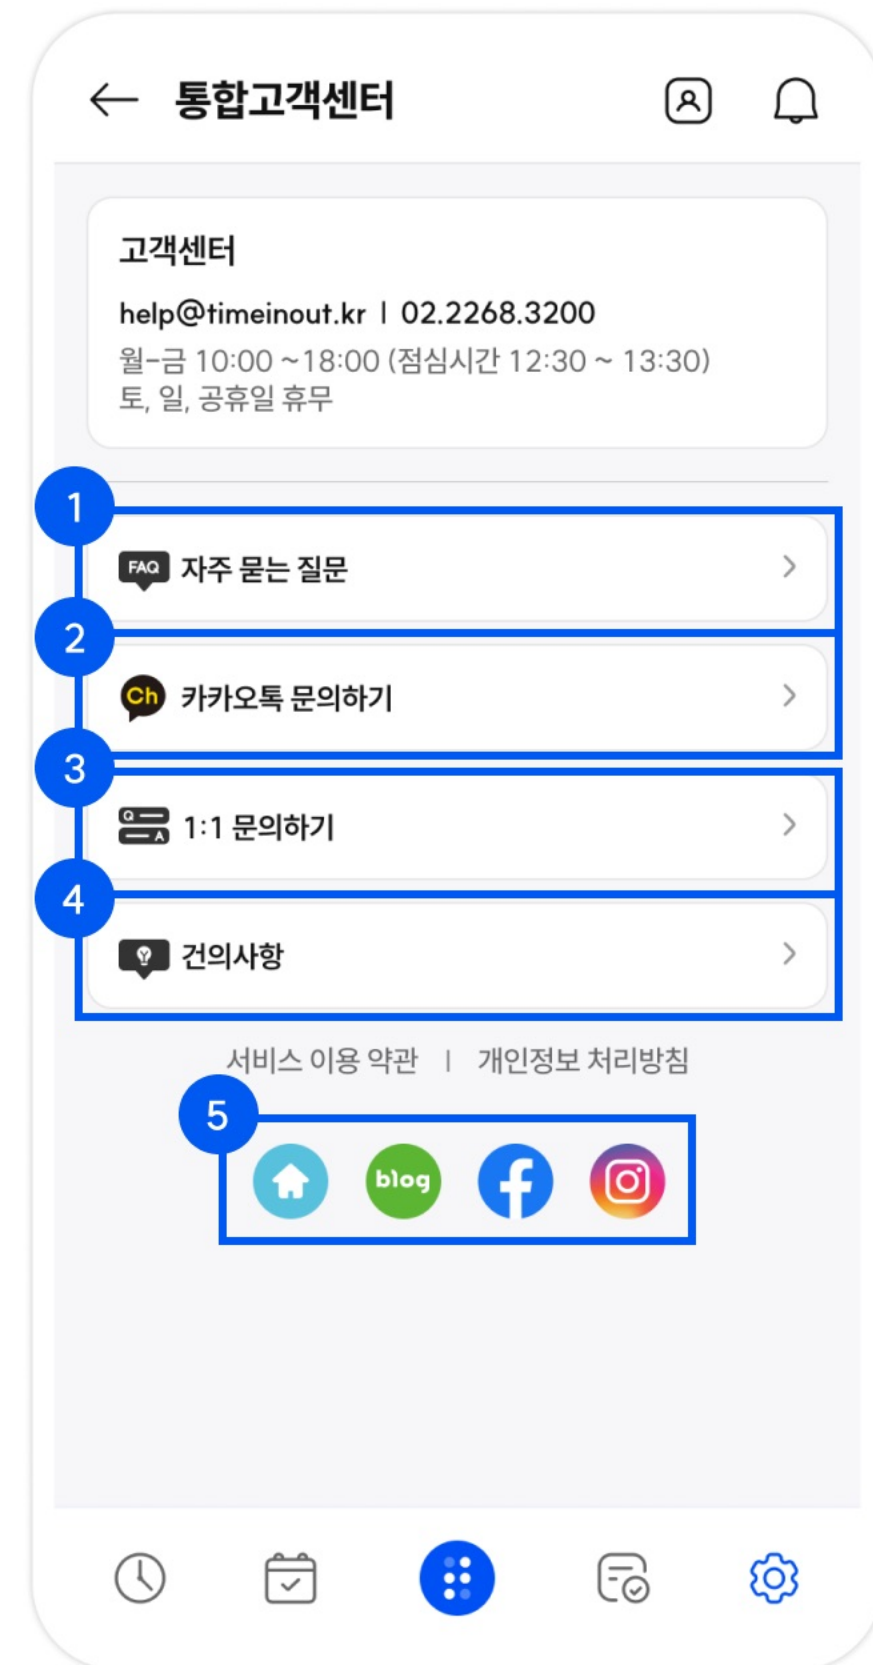 통합고객센터
고객센터
help@timeinout.kr | 02.2268.3200
월-금 10:00 ~18:00 (점심시간 12:30 ~ 13:30)
토, 일, 공휴일 휴무
1
FAQ 자주 묻는 질문
2
Ch 카카오톡 문의하기
3
Q A 1:1 문의하기
4
건의사항
서비스 이용 약관 | 개인정보 처리방침
5
blog